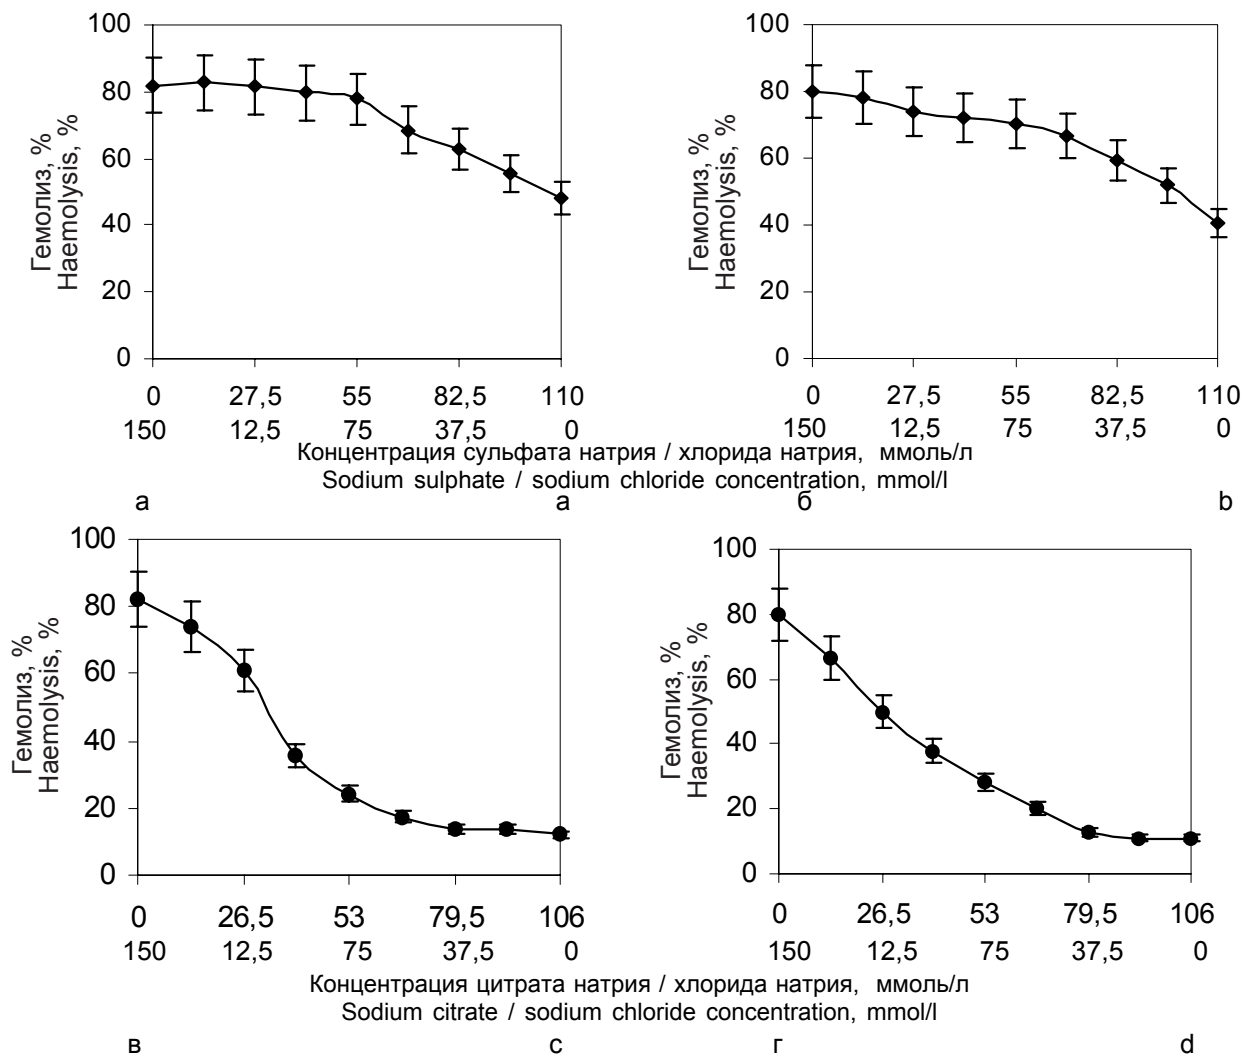 100
80
60
40
20
0
Гемолиз, %
Haemolysis, %
0 27,5 55 82,5 110
150 12,5 75 37,5 0
100
80
60
40
20
0
Гемолиз, %
Haemolysis, %
0 27,5 55 82,5 110
150 12,5 75 37,5 0
Концентрация сульфата натрия / хлорида натрия, ммоль/л
Sodium sulphate / sodium chloride concentration, mmol/l
а a б b
100
80
60
40
20
0
Гемолиз, %
Haemolysis, %
0 26,5 53 79,5 106
150 12,5 75 37,5 0
100
80
60
40
20
0
Гемолиз, %
Haemolysis, %
0 26,5 53 79,5 106
150 12,5 75 37,5 0
Концентрация цитрата натрия / хлорида натрия, ммоль/л
Sodium citrate / sodium chloride concentration, mmol/l
в c г d